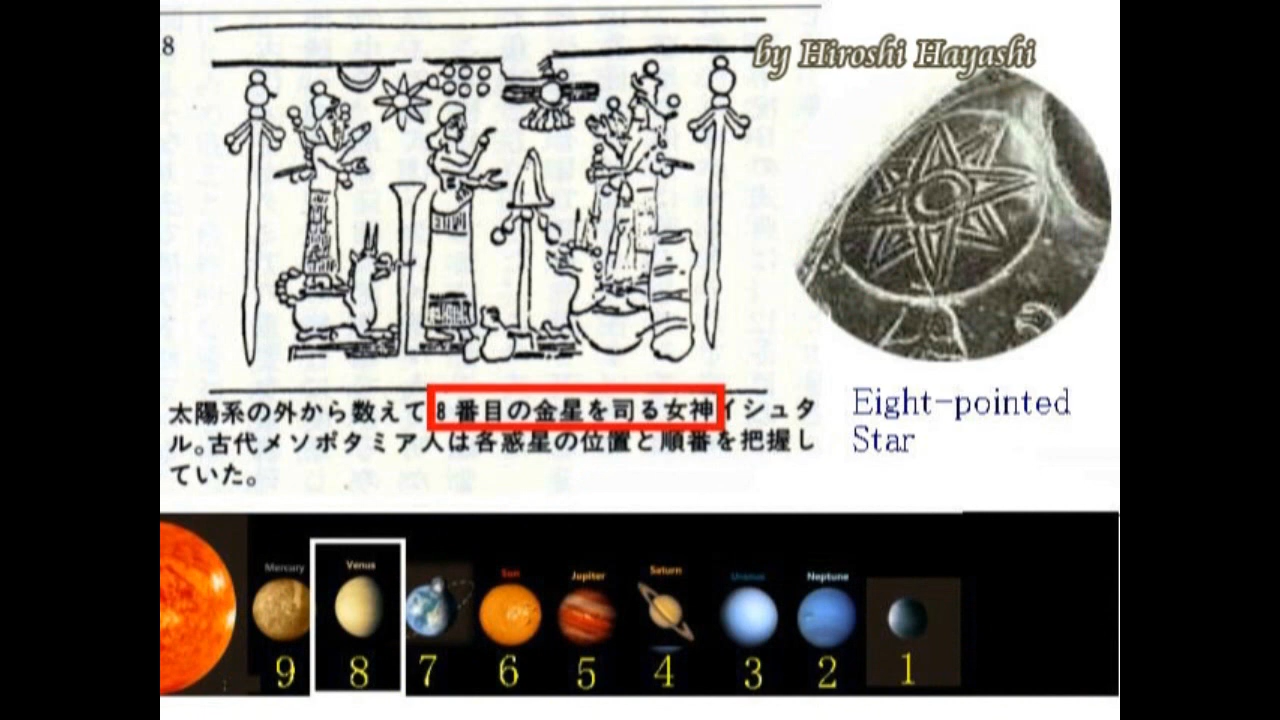 8
by Hiroshi Hayashi
太陽系の外から数えて8番目の金星を司る女神イシュタ
ル。古代メソポタミア人は各惑星の位置と順番を把握し
ていた。
Eight-pointed
Star
Mercury
Venus
Sun
Jupiter
Saturn
Uranus
Neptune
9 8 7 6 5 4 3 2 1